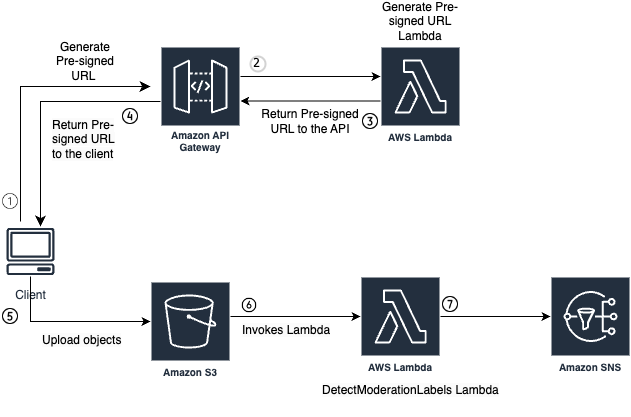 Generate Pre-
signed URL
Lambda
Generate
Pre-signed
URL
2
</>
4
Return Pre-signed
URL to the API
3
Return Pre-
signed URL
to the client
Amazon API
Gateway
AWS Lambda
1
Client
5
6
7
Upload objects
Invokes Lambda
Amazon S3
AWS Lambda
Amazon SNS
DetectModerationLabels Lambda